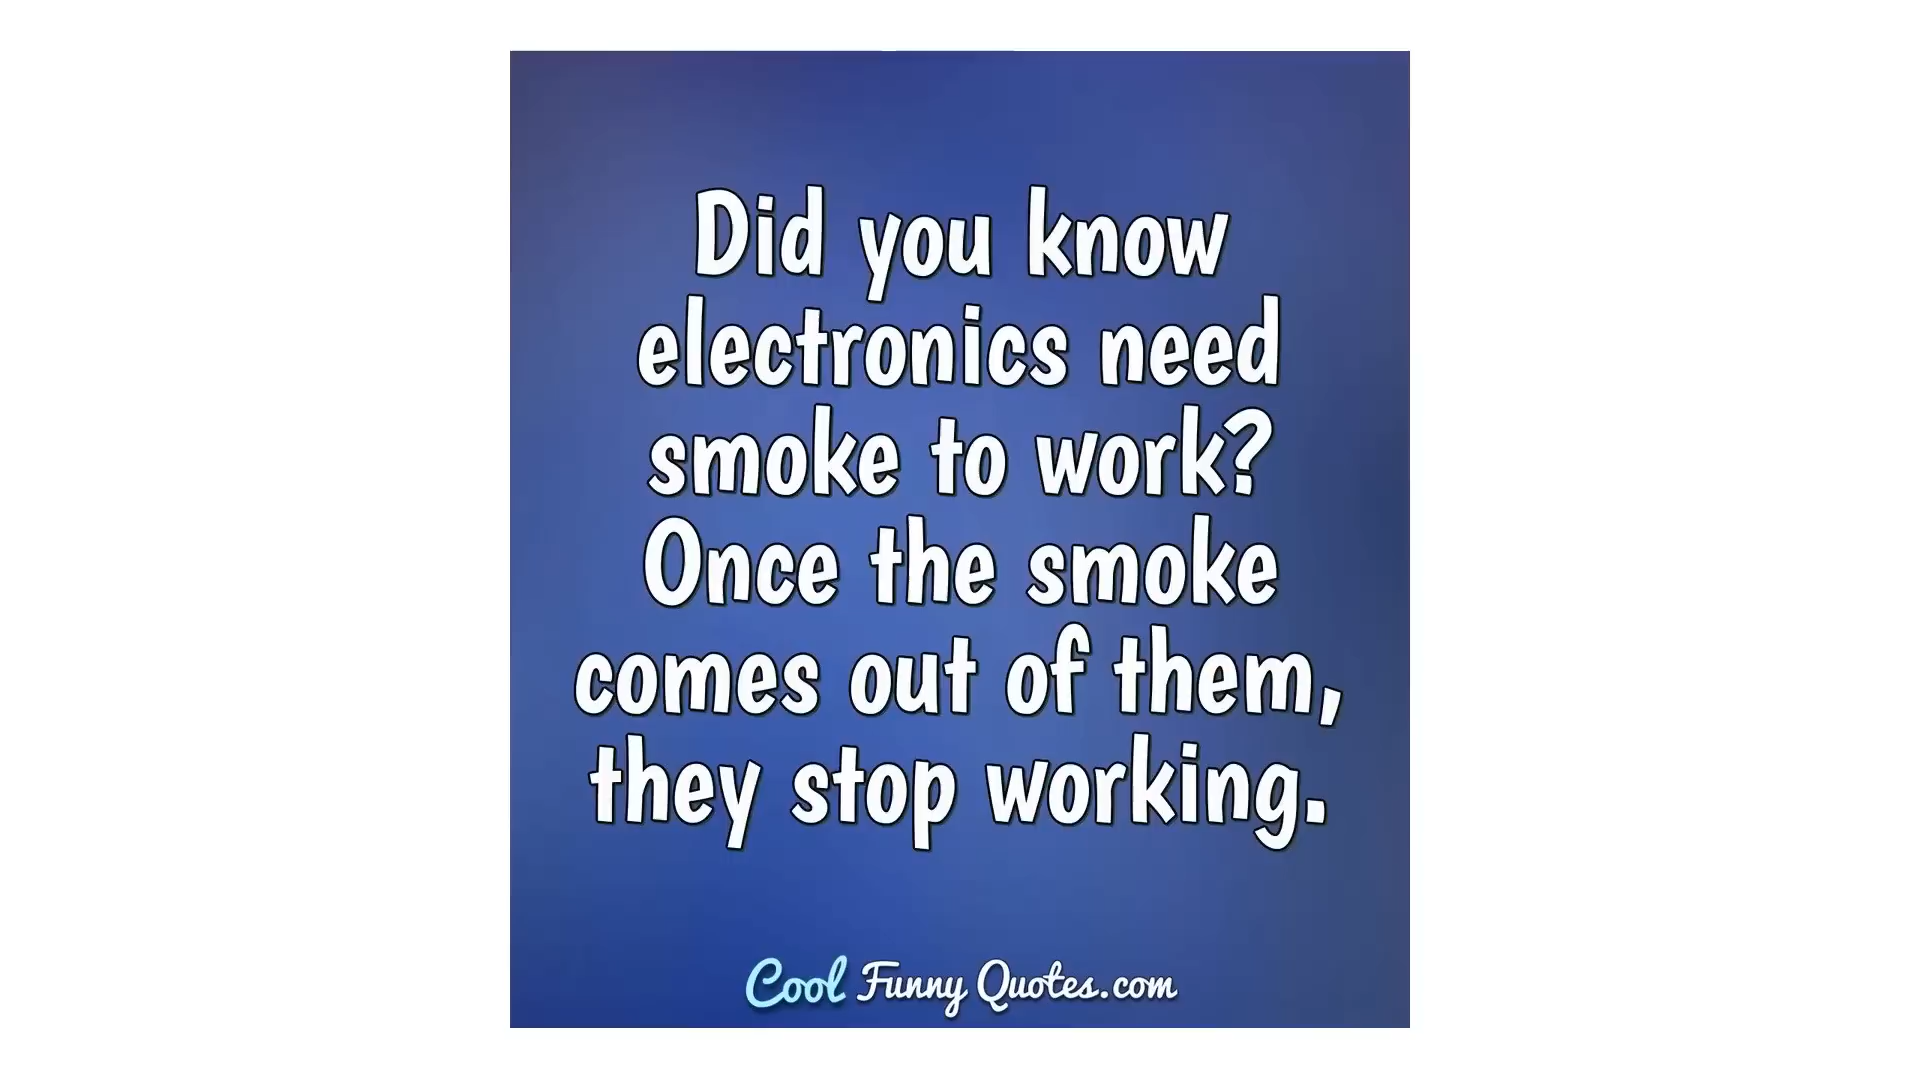 Did you know
electronics need
smoke to work?
Once the smoke
comes out of them,
they stop working.
Cool Funny Quotes.com